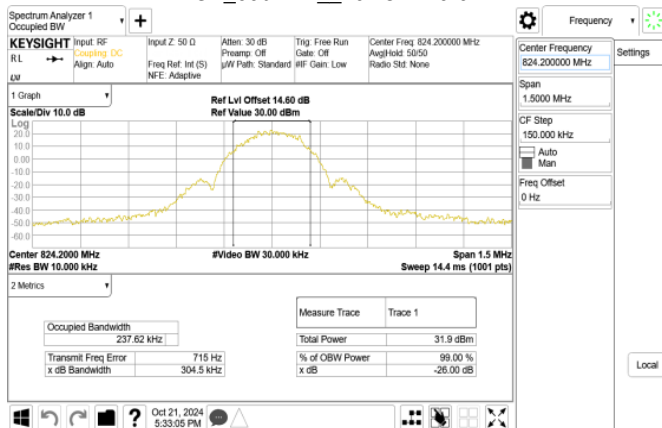 Spectrum Analyzer 1
Occupied BW
Frequency
KEYSIGHT
RL
Input: RF
Coupling: DC
Align: Auto
Input Z: 50 Ω
Freq Ref: Int (S)
NFE: Adaptive
Atten: 30 dB
Preamp: Off
µW Path: Standard
Trig: Free Run
Gate: Off
#IF Gain: Low
Center Freq: 824.200000 MHz
Avg|Hold: 50/50
Radio Std: None
Center Frequency
824.200000 MHz
Settings
Span
1.5000 MHz
CF Step
150.000 kHz
Auto
Man
Freq Offset
0 Hz
Local
1 Graph
Scale/Div 10.0 dB
Ref Lvl Offset 14.60 dB
Ref Value 30.00 dBm
Log
20.0
10.0
0.00
-10.0
-20.0
-30.0
-40.0
-50.0
-60.0
Center 824.2000 MHz
#Video BW 30.000 kHz
Span 1.5 MHz
#Res BW 10.000 kHz
Sweep 14.4 ms (1001 pts)
2 Metrics
Measure Trace Trace 1
Occupied Bandwidth
237.62 kHz
Total Power 31.9 dBm
Transmit Freq Error 715 Hz
% of OBW Power 99.00 %
x dB Bandwidth 304.5 kHz
x dB -26.00 dB
Oct 21, 2024
5:33:05 PM